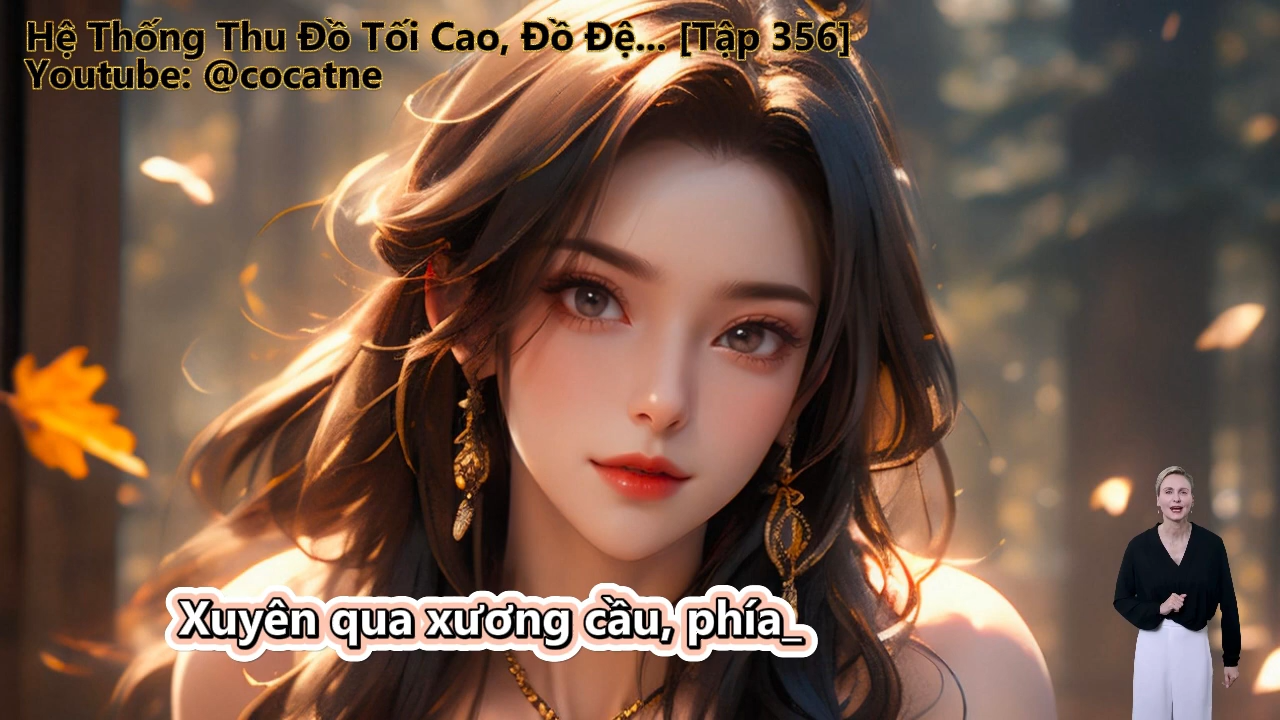 Hệ Thống Thu Đồ Tối Cao, Đồ Đệ... [Tập 356]
Youtube: @cocatne
Xuyên qua xương cầu, phía_